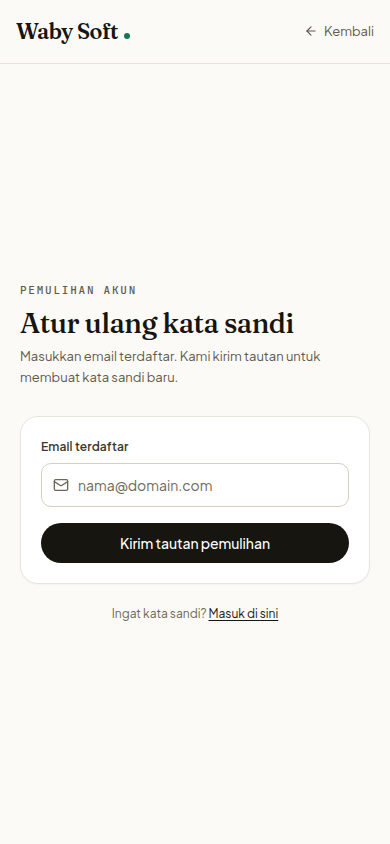 Waby Soft
Kembali
PEMULIHAN AKUN
Atur ulang kata sandi
Masukkan email terdaftar. Kami kirim tautan untuk
membuat kata sandi baru.
Email terdaftar
nama@domain.com
Kirim tautan pemulihan
Ingat kata sandi? Masuk di sini